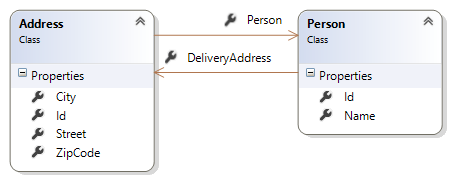 Address
Class
Properties
City
Id
Street
ZipCode
Person
DeliveryAddress
Person
Class
Properties
Id
Name